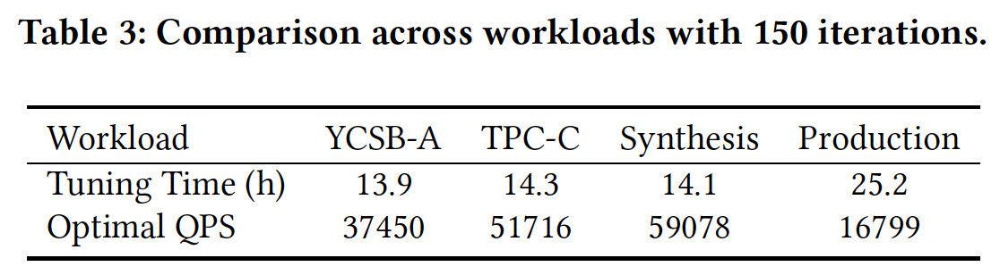 Table 3: Comparison across workloads with 150 iterations.
Workload YCSB-A TPC-C Synthesis Production
Tuning Time (h) 13.9 14.3 14.1 25.2
Optimal QPS 37450 51716 59078 16799